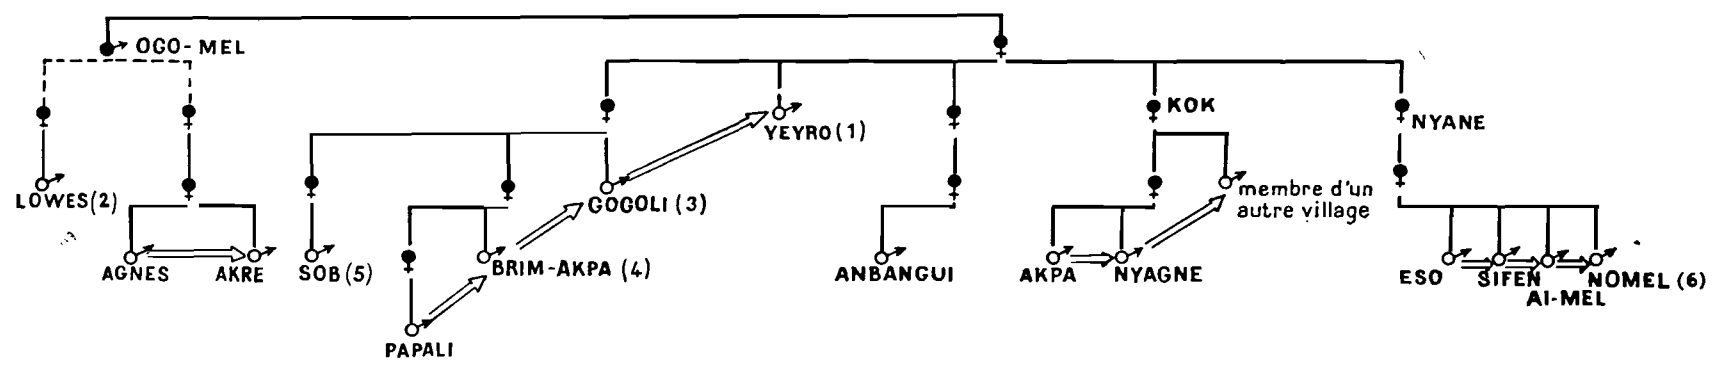 OGO-MEL
KOK
NYANE
YEYRO (1)
LOWES (2)
GOGOLI (3)
membre d'un
autre village
AGNES
AKRE
SOB (5)
BRIM-AKPA (4)
ANBANGUI
AKPA
NYAGNE
ESO
SIFEN
AI-MEL
NOMEL (6)
PAPALI